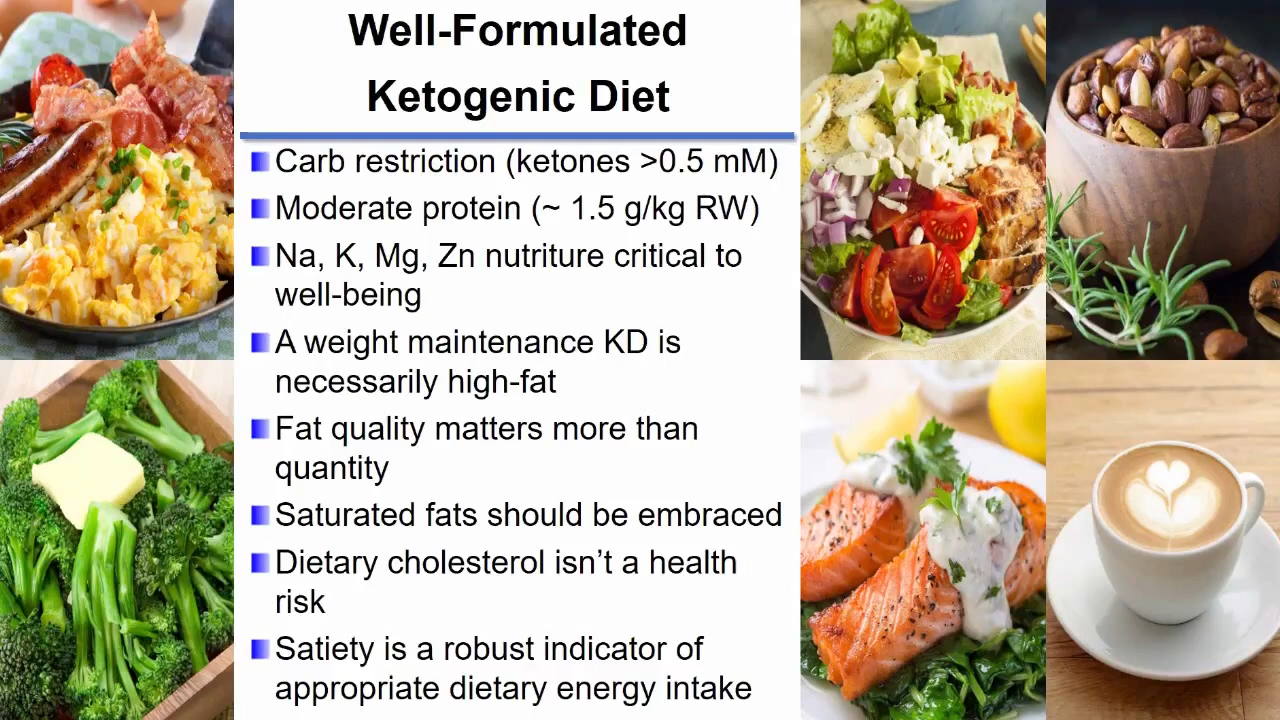 Well-Formulated
Ketogenic Diet
Carb restriction (ketones >0.5 mM)
Moderate protein (~ 1.5 g/kg RW)
Na, K, Mg, Zn nutriture critical to
well-being
A weight maintenance KD is
necessarily high-fat
Fat quality matters more than
quantity
Saturated fats should be embraced
Dietary cholesterol isn’t a health
risk
Satiety is a robust indicator of
appropriate dietary energy intake